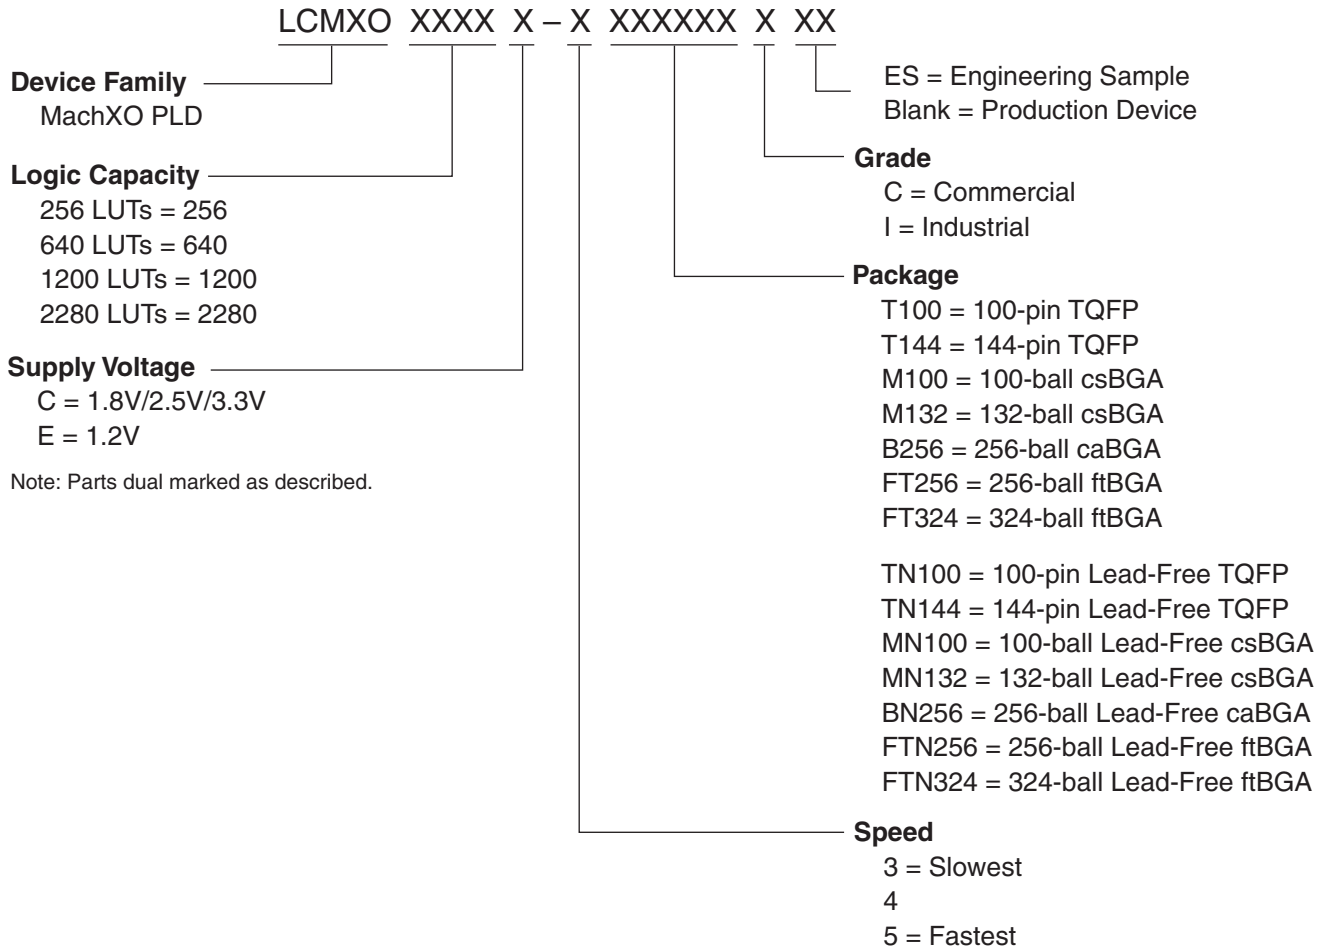 LCMXO XXXX X – X XXXXXX X XX
Device Family
MachXO PLD
Logic Capacity
256 LUTs = 256
640 LUTs = 640
1200 LUTs = 1200
2280 LUTs = 2280
Supply Voltage
C = 1.8V/2.5V/3.3V
E = 1.2V
Note: Parts dual marked as described.
ES = Engineering Sample
Blank = Production Device
Grade
C = Commercial
I = Industrial
Package
T100 = 100-pin TQFP
T144 = 144-pin TQFP
M100 = 100-ball csBGA
M132 = 132-ball csBGA
B256 = 256-ball caBGA
FT256 = 256-ball ftBGA
FT324 = 324-ball ftBGA
TN100 = 100-pin Lead-Free TQFP
TN144 = 144-pin Lead-Free TQFP
MN100 = 100-ball Lead-Free csBGA
MN132 = 132-ball Lead-Free csBGA
BN256 = 256-ball Lead-Free caBGA
FTN256 = 256-ball Lead-Free ftBGA
FTN324 = 324-ball Lead-Free ftBGA
Speed
3 = Slowest
4
5 = Fastest